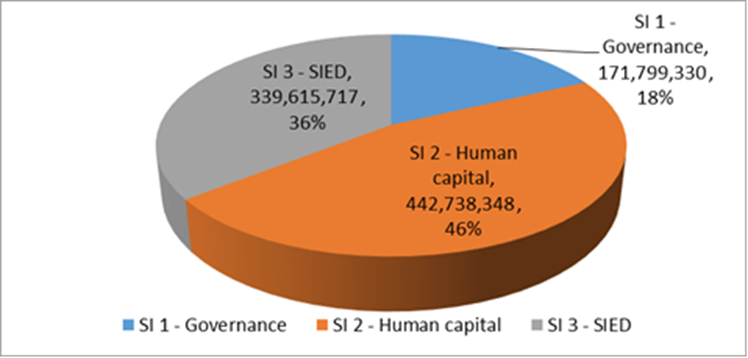 SI 1 -
Governance,
171,799,330,
18%
SI 3 - SIED,
339,615,717,
36%
SI 2 - Human
capital,
442,738,348,
46%
SI 1 - Governance SI 2 - Human capital SI 3 - SIED